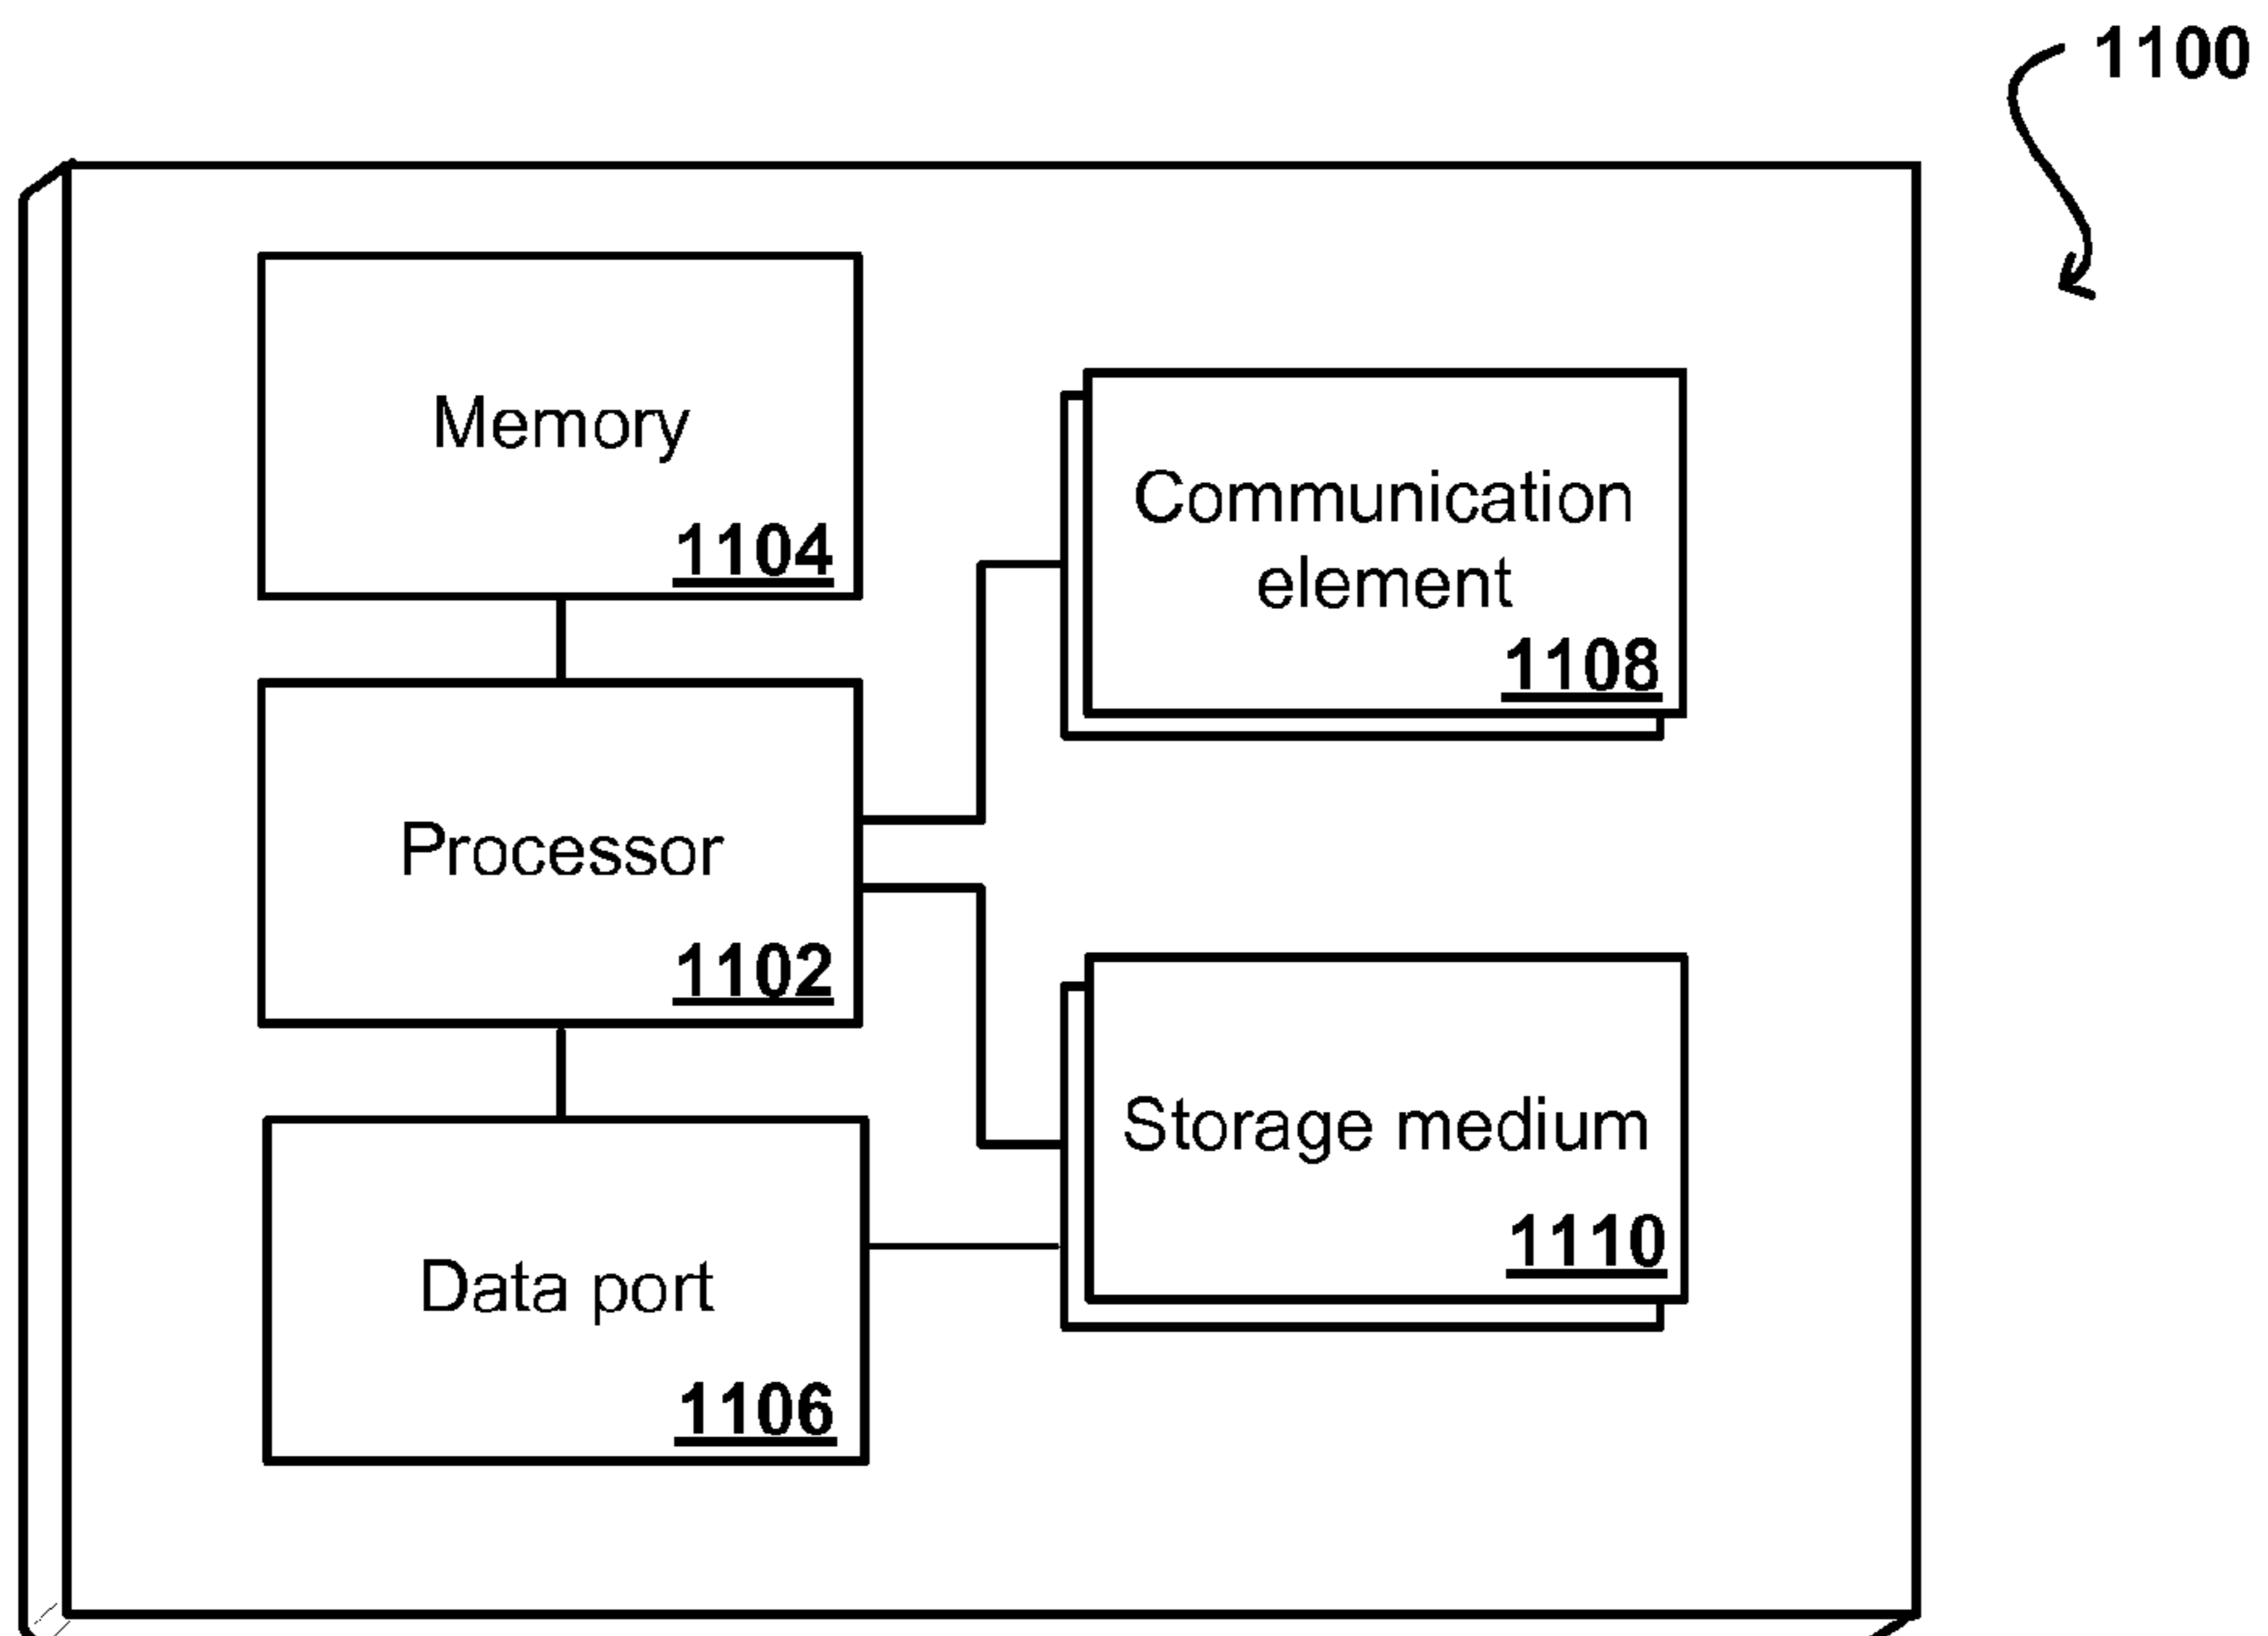 1100
Memory
1104
Communication
element
1108
Processor
1102
Storage medium
1110
Data port
1106